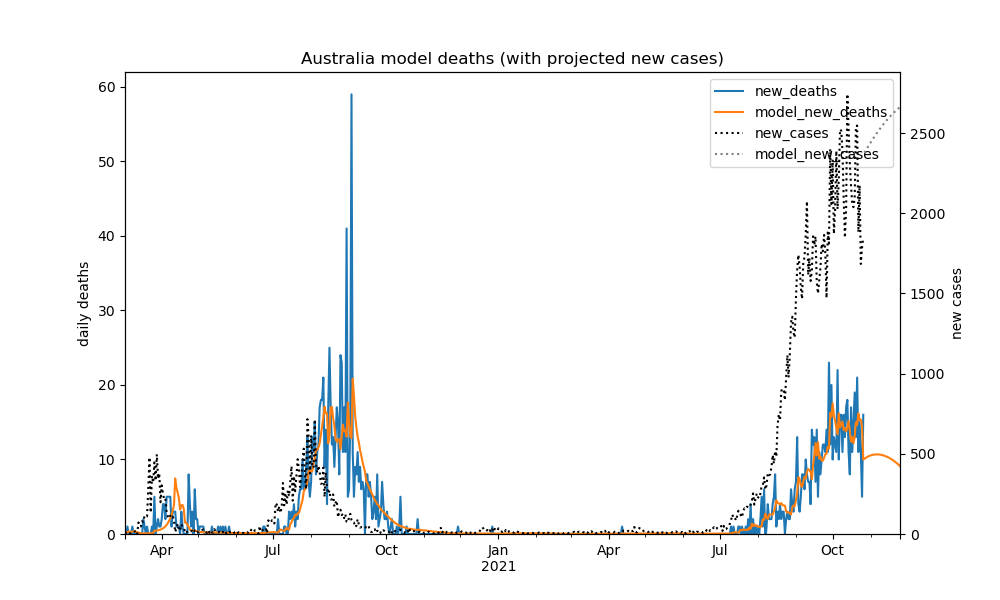 Australia model deaths (with projected new cases)
new_deaths
model_new_deaths
new_cases
model_new_cases
daily deaths
new cases
60
50
40
30
20
10
0
2500
2000
1500
1000
500
0
Apr
Jul
Oct
Jan
2021
Apr
Jul
Oct